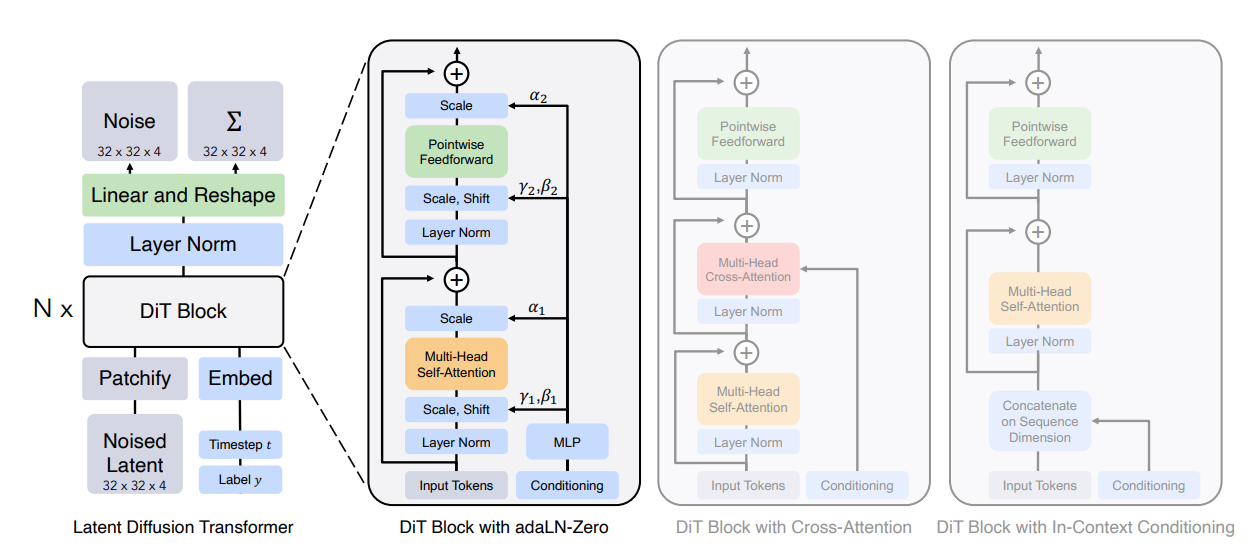 Noise
32 x 32 x 4
Σ
32 x 32 x 4
Linear and Reshape
Layer Norm
N x
DiT Block
Patchify
Embed
Noised
Latent
32 x 32 x 4
Timestep t
Label y
Latent Diffusion Transformer
+
Scale
α₂
Pointwise
Feedforward
Scale, Shift
γ₂,β₂
Layer Norm
+
Scale
α₁
Multi-Head
Self-Attention
Scale, Shift
γ₁,β₁
Layer Norm
MLP
Input Tokens
Conditioning
DiT Block with adaLN-Zero
+
Pointwise
Feedforward
Layer Norm
+
Multi-Head
Cross-Attention
Layer Norm
+
Multi-Head
Self-Attention
Layer Norm
Input Tokens
Conditioning
DiT Block with Cross-Attention
+
Pointwise
Feedforward
Layer Norm
+
Multi-Head
Self-Attention
Layer Norm
Concatenate
on Sequence
Dimension
Input Tokens
Conditioning
DiT Block with In-Context Conditioning